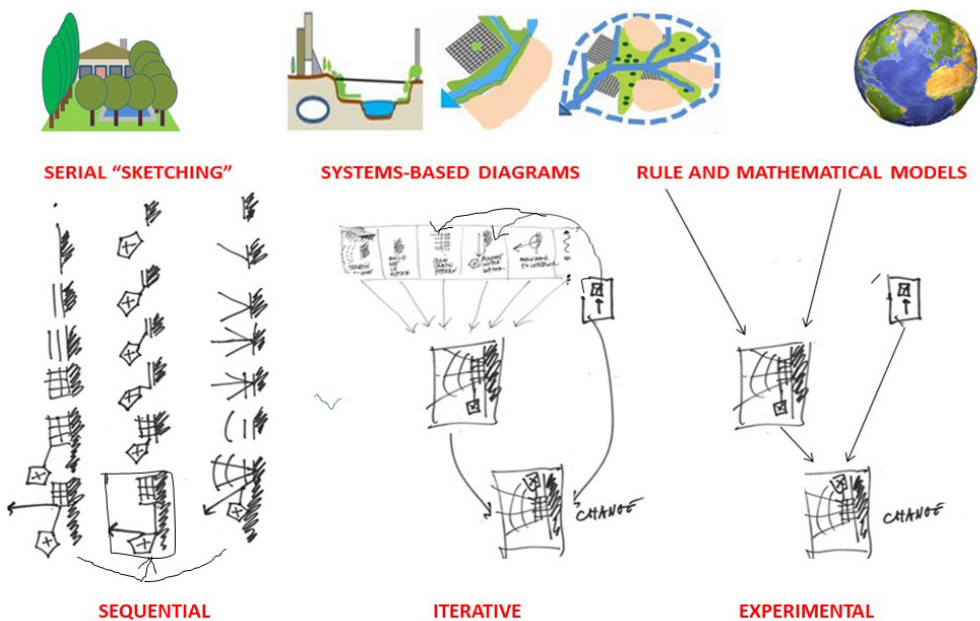 SERIAL “SKETCHING”
SYSTEMS-BASED DIAGRAMS
RULE AND MATHEMATICAL MODELS
CHANGE
CHANGE
SEQUENTIAL
ITERATIVE
EXPERIMENTAL